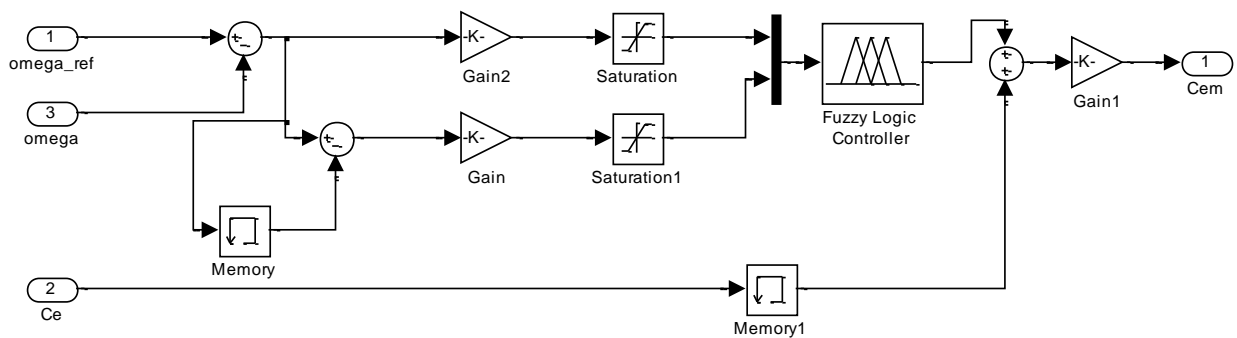 1
omega_ref
3
omega
+
-
-K-
Gain2
Saturation
Fuzzy Logic
Controller
+
+
-K-
Gain1
1
Cem
+
-
-K-
Gain
Saturation1
Memory
2
Ce
Memory1